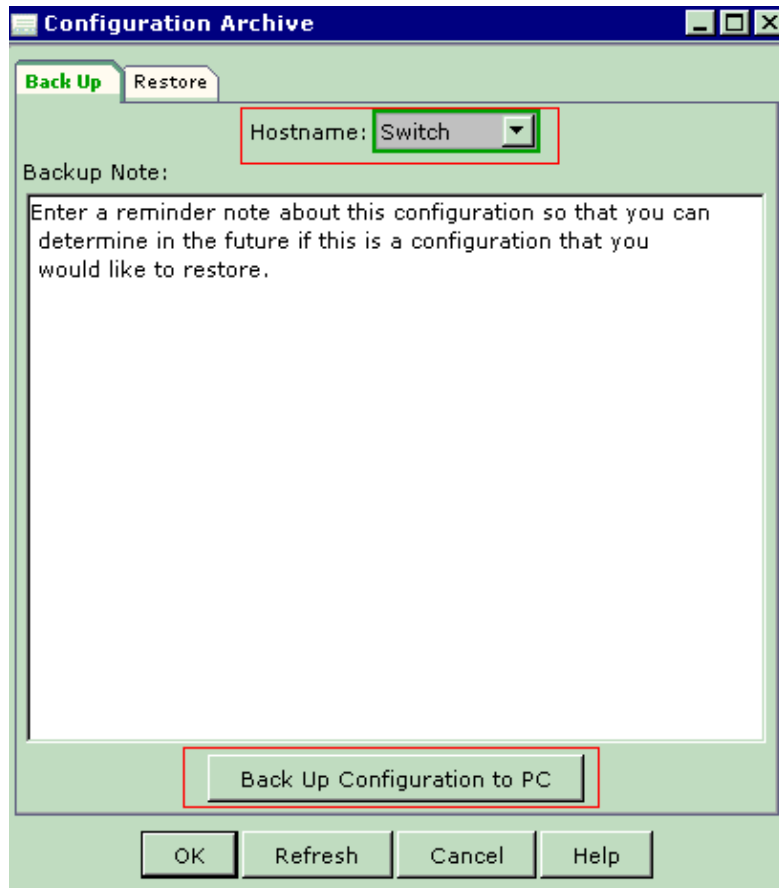 Configuration Archive
Back Up Restore
Hostname: Switch
Backup Note:
Enter a reminder note about this configuration so that you can
determine in the future if this is a configuration that you
would like to restore.
Back Up Configuration to PC
OK Refresh Cancel Help